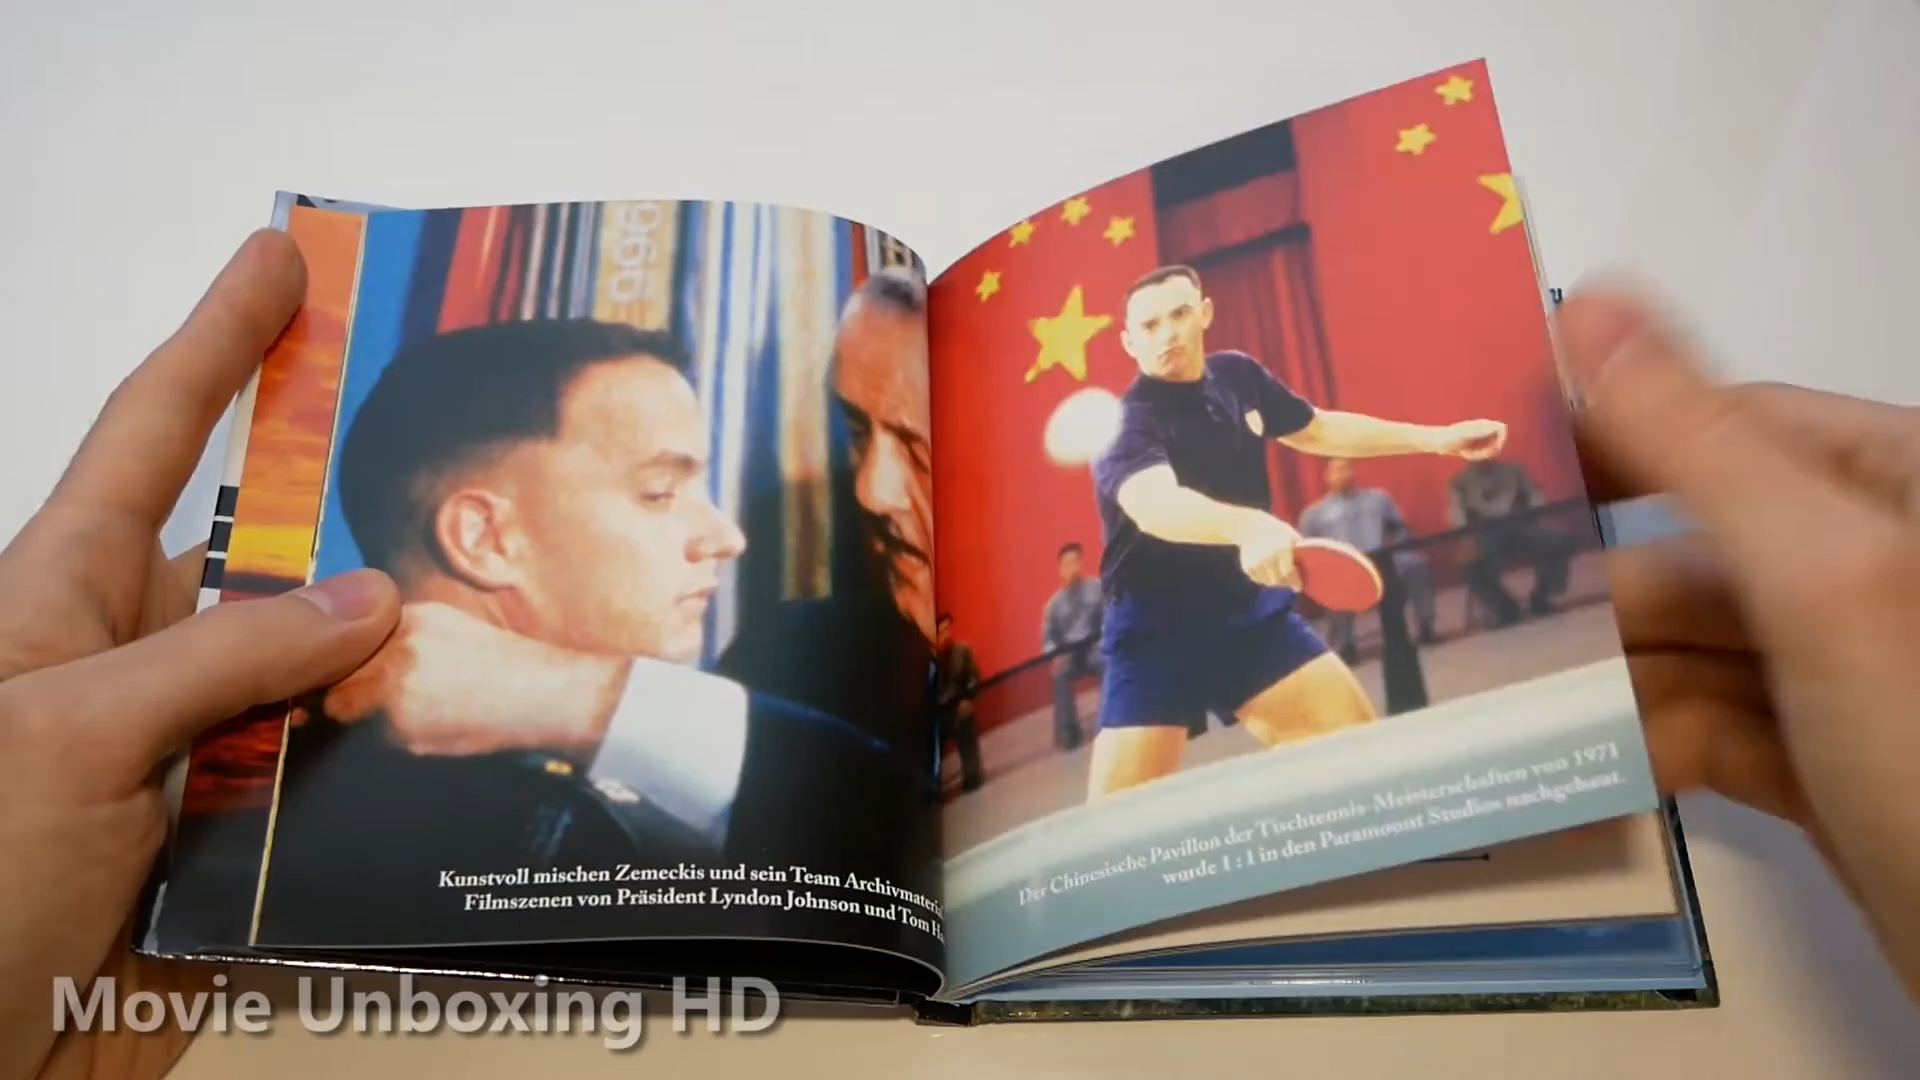 Kunstvoll mischen Zemeckis und sein Team Archivmaterial
Filmszenen von Präsident Lyndon Johnson und Tom
Der Chinesische Pavillon der Tischtennis-Meisterschaften von 1971
wurde 1 : 1 in den Paramount Studios nachgebaut.
Movie Unboxing HD